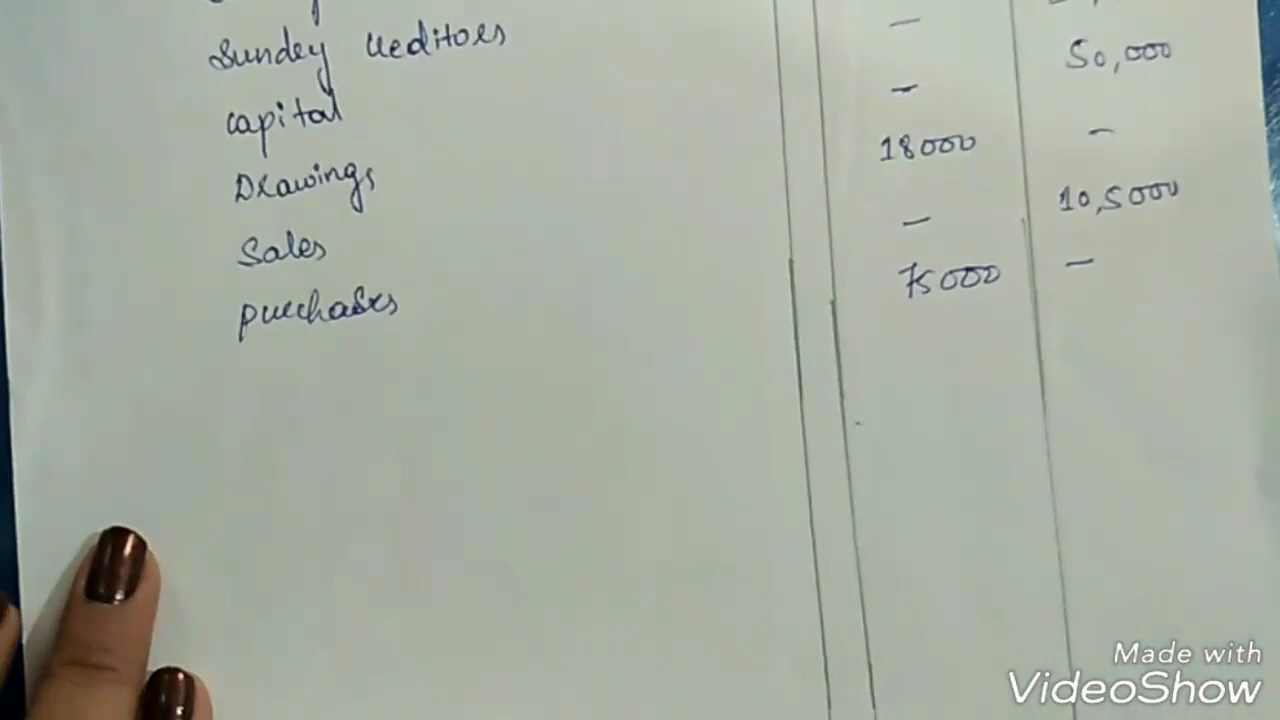 Sundry creditors —
capital — 50,000
Drawings 18000 —
Sales — 10,5000
purchases 75000 —
Made with
VideoShow